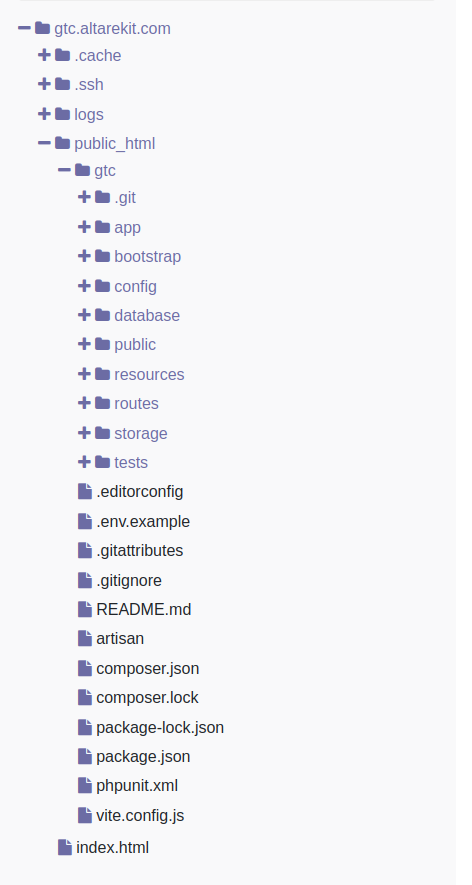 gtc.altarekit.com
.cache
.ssh
logs
public_html
gtc
.git
app
bootstrap
config
database
public
resources
routes
storage
tests
.editorconfig
.env.example
.gitattributes
.gitignore
README.md
artisan
composer.json
composer.lock
package-lock.json
package.json
phpunit.xml
vite.config.js
index.html